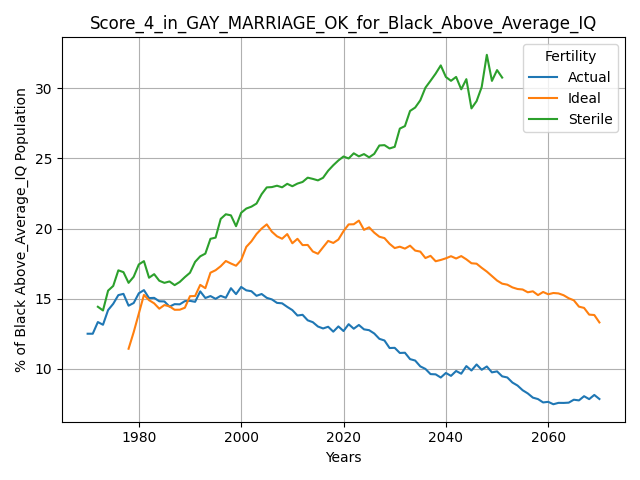 Score_4_in_GAY_MARRIAGE_OK_for_Black_Above_Average_IQ
% of Black Above_Average_IQ Population
30
25
20
15
10
Fertility
Actual
Ideal
Sterile
1980
2000
2020
2040
2060
Years